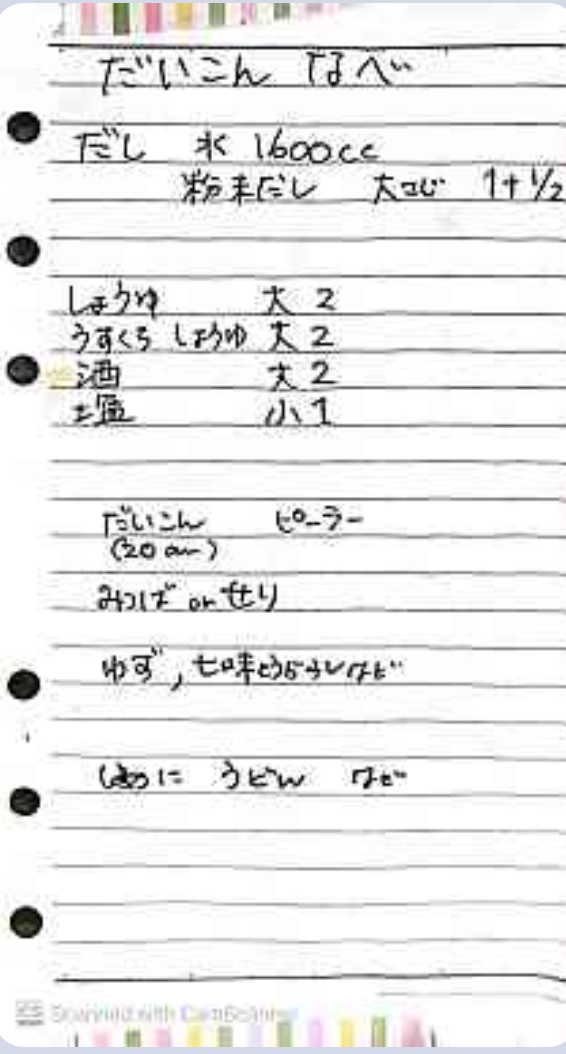 だいこん なべ
だし 水 1600cc
粉末だし 大さじ 1+1/2
しょうゆ 大 2
うすくち しょうゆ 大 2
酒 大 2
塩 小 1
だいこん ピーラー
(20cm)
みつば or せり
ゆず, 七味とうがらしなど
うどん など
Scanned with CamScanner